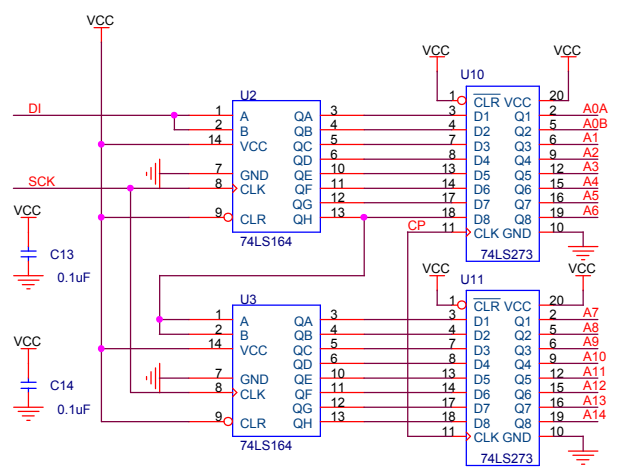 VCC
VCC
VCC
U2
U10
DI
1 A QA 3
2 B QB 4
14 VCC QC 5
QD 6
7 GND QE 10
SCK
8 CLK QF 11
QG 12
9 CLR QH 13
74LS164
1 CLR VCC 20
3 D1 Q1 2 A0A
4 D2 Q2 5 A0B
7 D3 Q3 6 A1
8 D4 Q4 9 A2
13 D5 Q5 12 A3
14 D6 Q6 15 A4
17 D7 Q7 16 A5
18 D8 Q8 19 A6
CP
11 CLK GND 10
74LS273
VCC
C13
0.1uF
VCC
VCC
U3
U11
1 A QA 3
2 B QB 4
14 VCC QC 5
QD 6
7 GND QE 10
8 CLK QF 11
QG 12
9 CLR QH 13
74LS164
1 CLR VCC 20
3 D1 Q1 2 A7
4 D2 Q2 5 A8
7 D3 Q3 6 A9
8 D4 Q4 9 A10
13 D5 Q5 12 A11
14 D6 Q6 15 A12
17 D7 Q7 16 A13
18 D8 Q8 19 A14
11 CLK GND 10
74LS273
VCC
C14
0.1uF